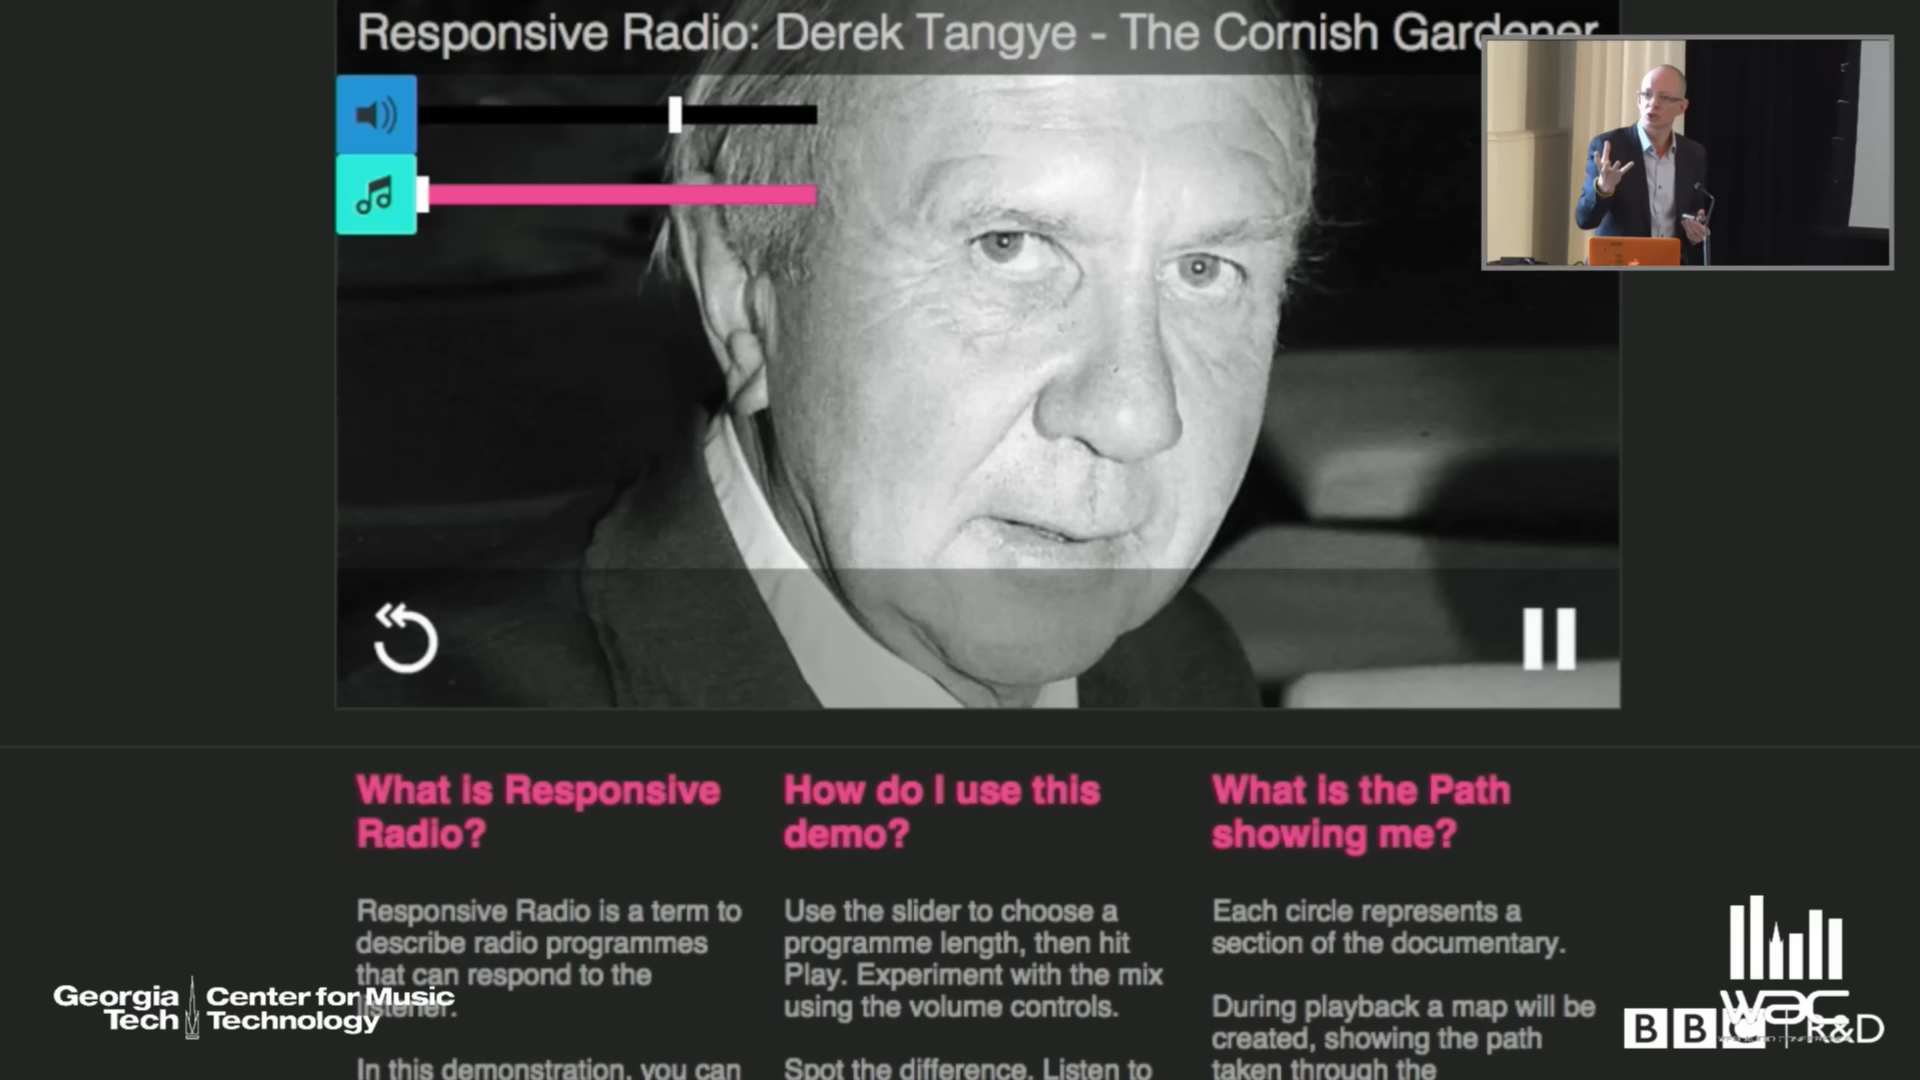 Responsive Radio: Derek Tangye - The Cornish Gardener
What is Responsive
Radio?
Responsive Radio is a term to
describe radio programmes
that can respond to the
listener.
In this demonstration, you can
How do I use this
demo?
Use the slider to choose a
programme length, then hit
Play. Experiment with the mix
using the volume controls.
Spot the difference. Listen to
What is the Path
showing me?
Each circle represents a
section of the documentary.
During playback a map will be
created, showing the path
taken through the
Georgia
Tech
Center for Music
Technology
wac
BBC R&D